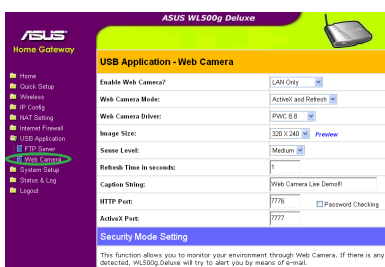 ASUS WL500g Deluxe
/SUS
Home Gateway
Home
Quick Setup
Wireless
IP Config
NAT Setting
Internet Firewall
USB Application
FTP Server
Web Camera
System Setup
Status & Log
Logout
USB Application - Web Camera
Enable Web Camera? LAN Only
Web Camera Mode: ActiveX and Refresh
Web Camera Driver: PWC 8.8
Image Size: 320 X 240 Preview
Sense Level: Medium
Refresh Time in seconds: 1
Caption String: Web Camera Live Demo!!!
HTTP Port: 7776 Password Checking
ActiveX Port: 7777
Security Mode Setting
This function allows you to monitor your environment through Web Camera. If there is any
detected, WL500g.Deluxe will try to alert you by means of e-mail.